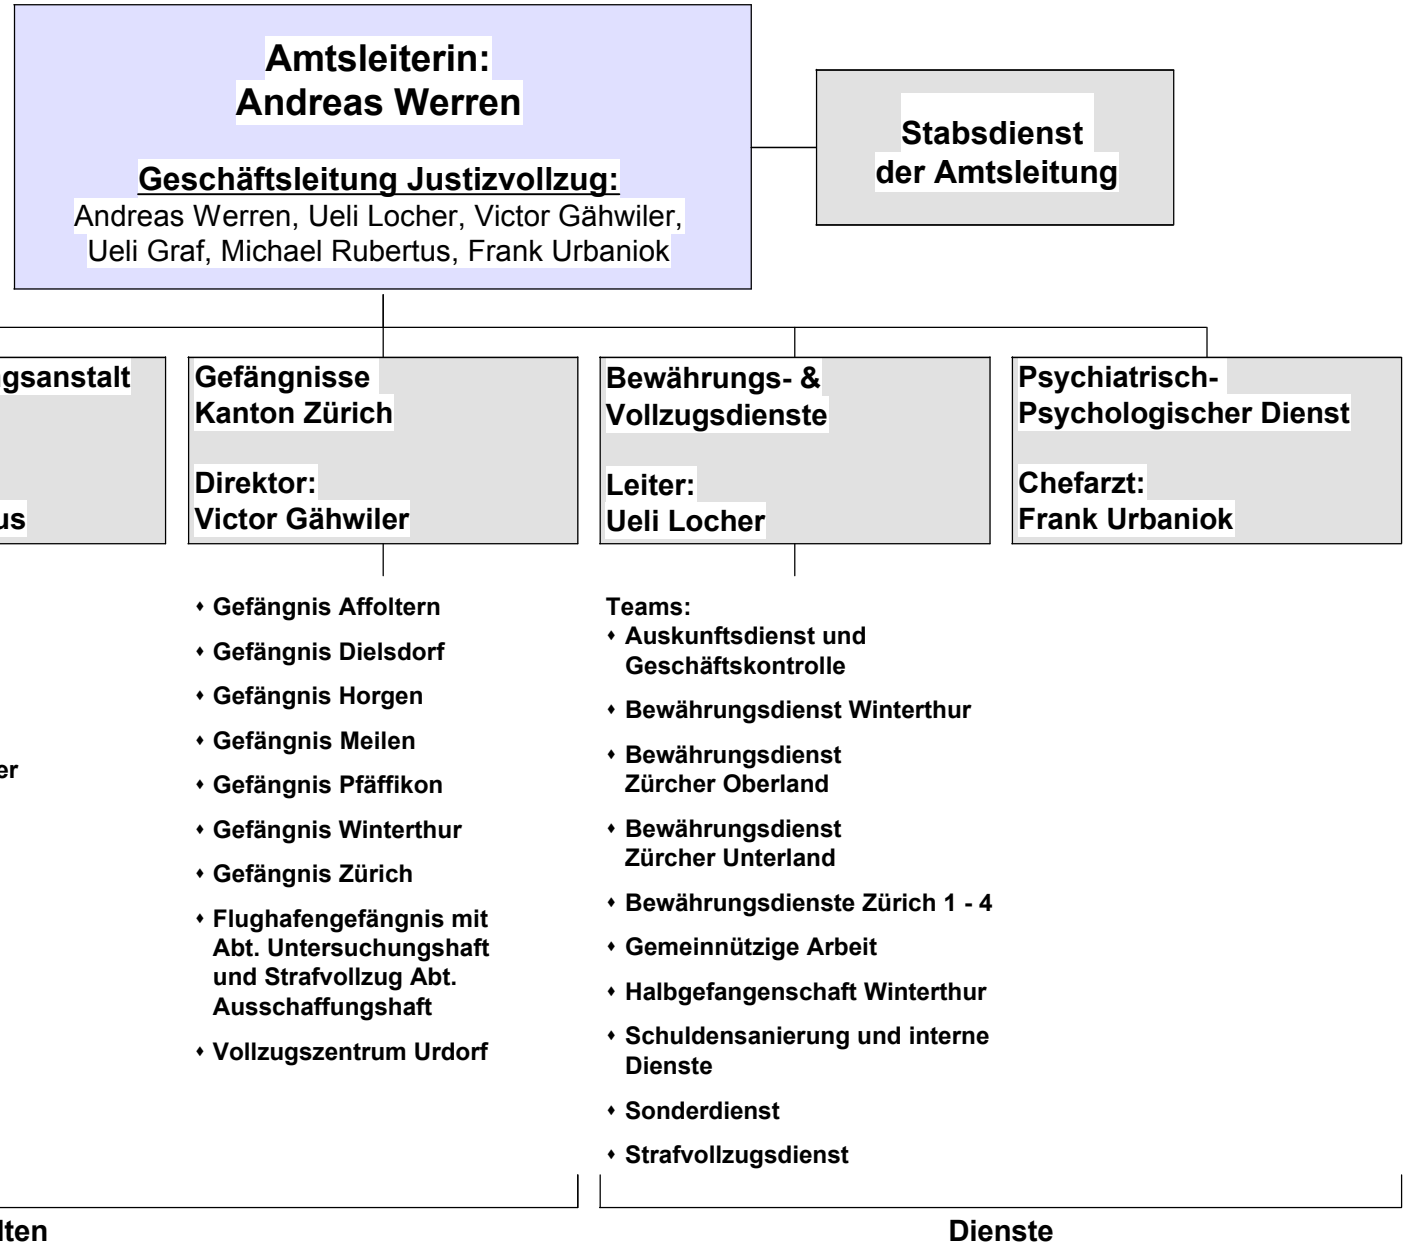 Amtsleiterin:
Andreas Werren
Geschäftsleitung Justizvollzug:
Andreas Werren, Ueli Locher, Victor Gähwiler,
Ueli Graf, Michael Rubertus, Frank Urbaniok
Stabsdienst
der Amtsleitung
gsanstalt
us
er
Gefängnisse
Kanton Zürich
Direktor:
Victor Gähwiler
⬧ Gefängnis Affoltern
⬧ Gefängnis Dielsdorf
⬧ Gefängnis Horgen
⬧ Gefängnis Meilen
⬧ Gefängnis Pfäffikon
⬧ Gefängnis Winterthur
⬧ Gefängnis Zürich
⬧ Flughafengefängnis mit
Abt. Untersuchungshaft
und Strafvollzug Abt.
Ausschaffungshaft
⬧ Vollzugszentrum Urdorf
Bewährungs- &
Vollzugsdienste
Leiter:
Ueli Locher
Teams:
⬧ Auskunftsdienst und
Geschäftskontrolle
⬧ Bewährungsdienst Winterthur
⬧ Bewährungsdienst
Zürcher Oberland
⬧ Bewährungsdienst
Zürcher Unterland
⬧ Bewährungsdienste Zürich 1 - 4
⬧ Gemeinnützige Arbeit
⬧ Halbgefangenschaft Winterthur
⬧ Schuldensanierung und interne
Dienste
⬧ Sonderdienst
⬧ Strafvollzugsdienst
Psychiatrisch-
Psychologischer Dienst
Chefarzt:
Frank Urbaniok
lten
Dienste